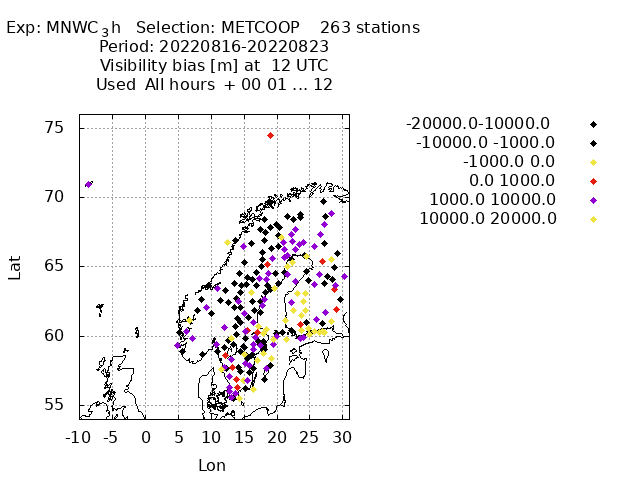 Exp: MNWC3h   Selection: METCOOP    263 stations
Period: 20220816-20220823
Visibility bias [m] at  12 UTC
Used  All hours  + 00 01 ... 12
-20000.0-10000.0
-10000.0 -1000.0
-1000.0 0.0
0.0 1000.0
1000.0 10000.0
10000.0 20000.0
75
70
65
60
55
Lat
-10 -5 0 5 10 15 20 25 30
Lon